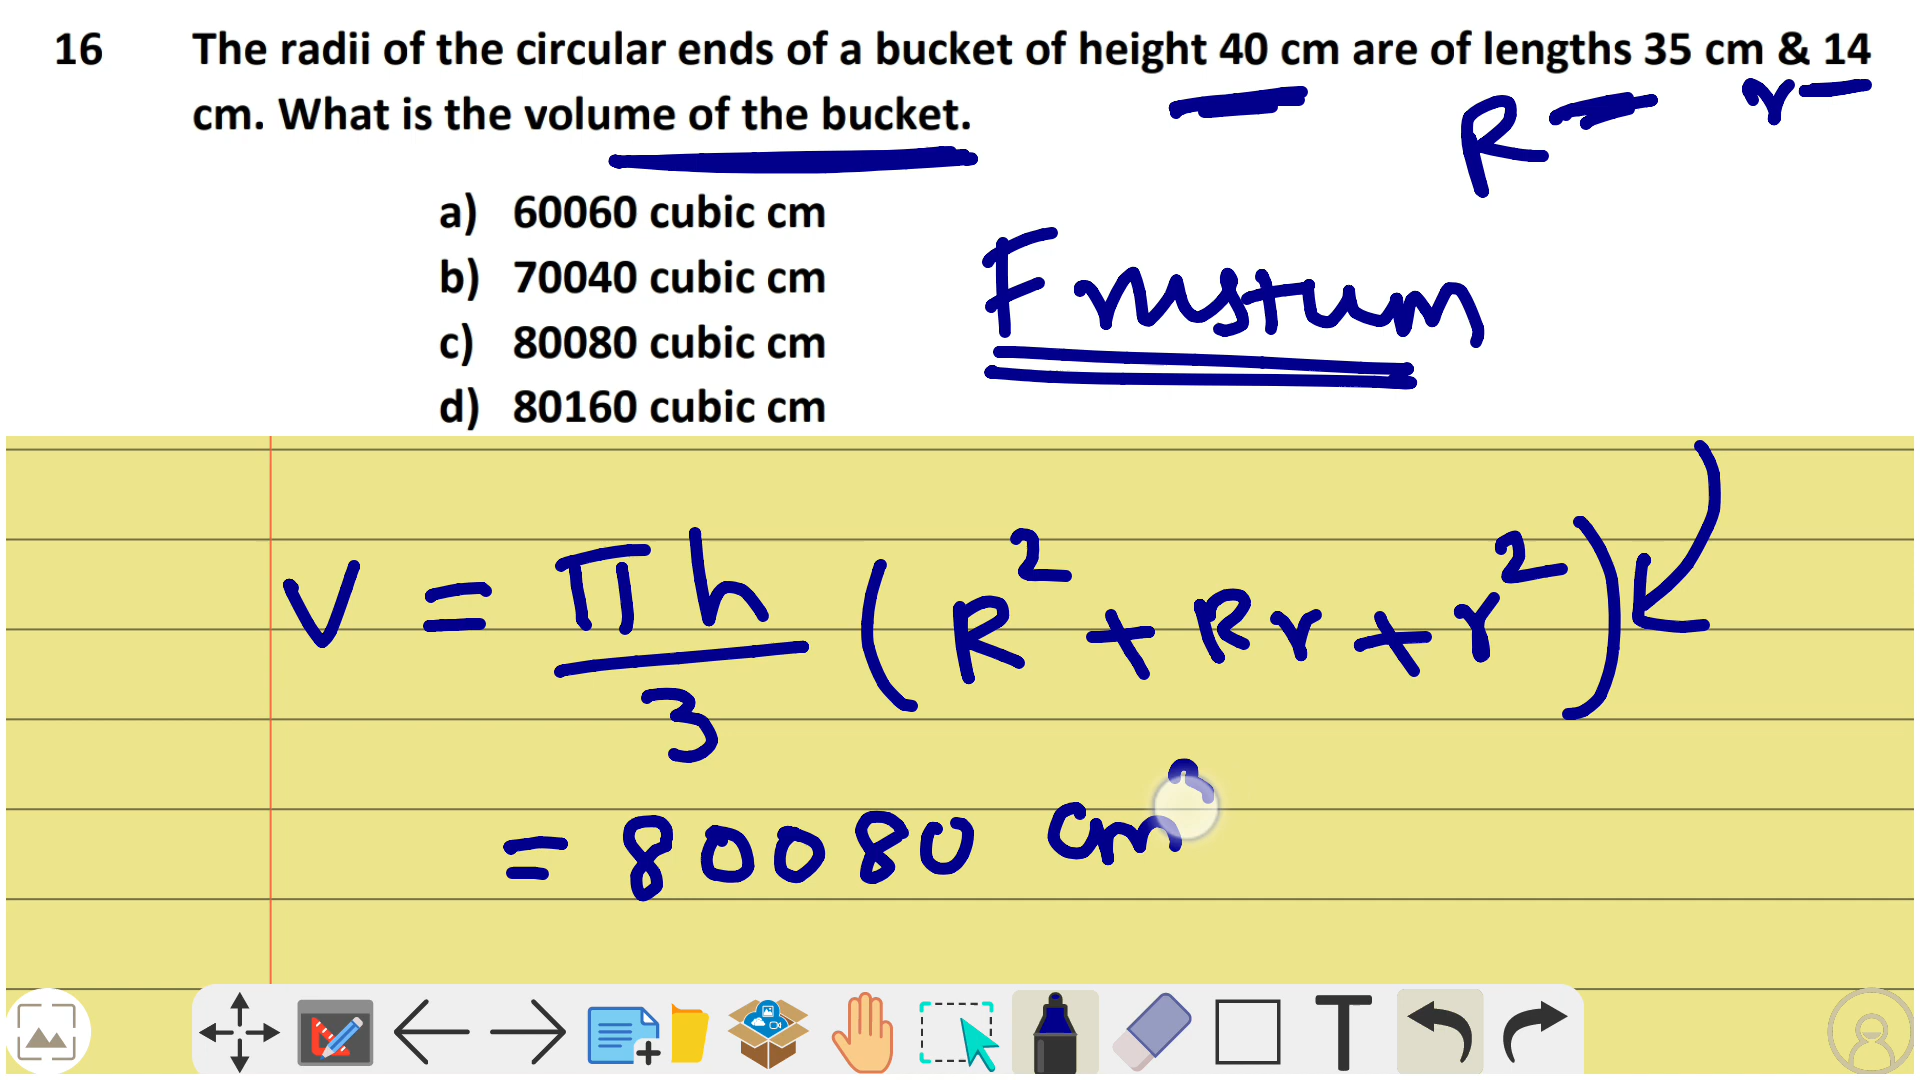 16 The radii of the circular ends of a bucket of height 40 cm are of lengths 35 cm & 14
cm. What is the volume of the bucket.
R r
a) 60060 cubic cm
b) 70040 cubic cm
Frustum
c) 80080 cubic cm
d) 80160 cubic cm
V = πh/3 (R² + Rr + r²)
= 80080 cm
T